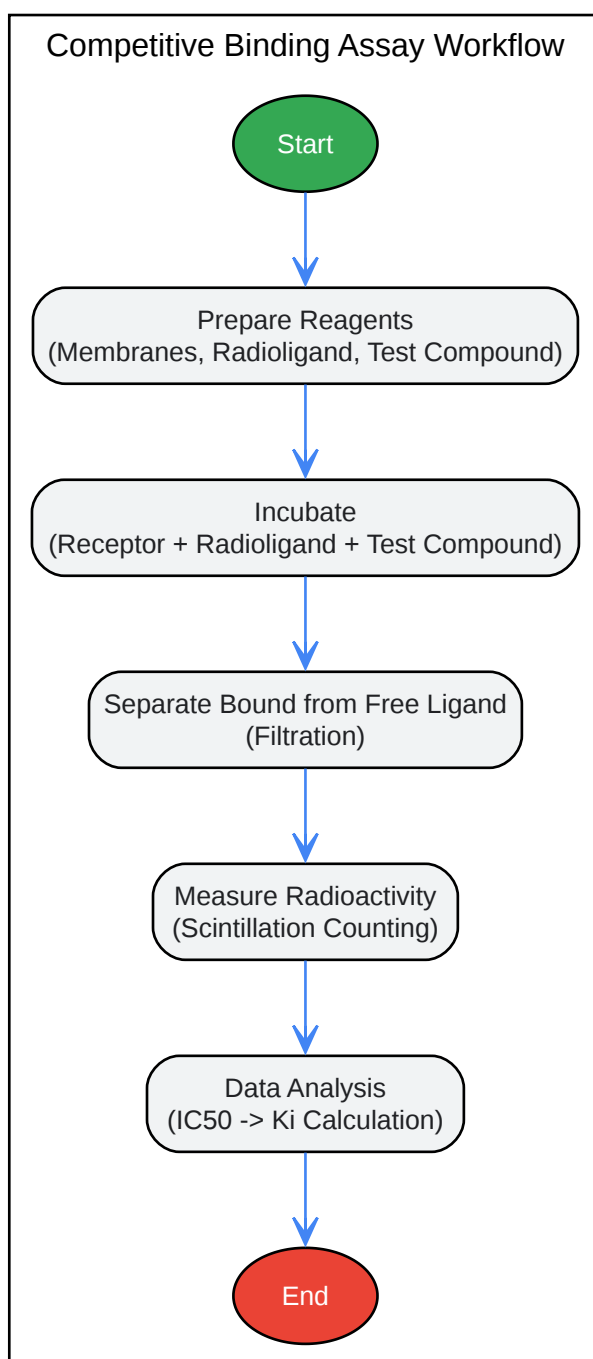 Competitive Binding Assay Workflow
Start
Prepare Reagents
(Membranes, Radioligand, Test Compound)
Incubate
(Receptor + Radioligand + Test Compound)
Separate Bound from Free Ligand
(Filtration)
Measure Radioactivity
(Scintillation Counting)
Data Analysis
(IC50 -> Ki Calculation)
End